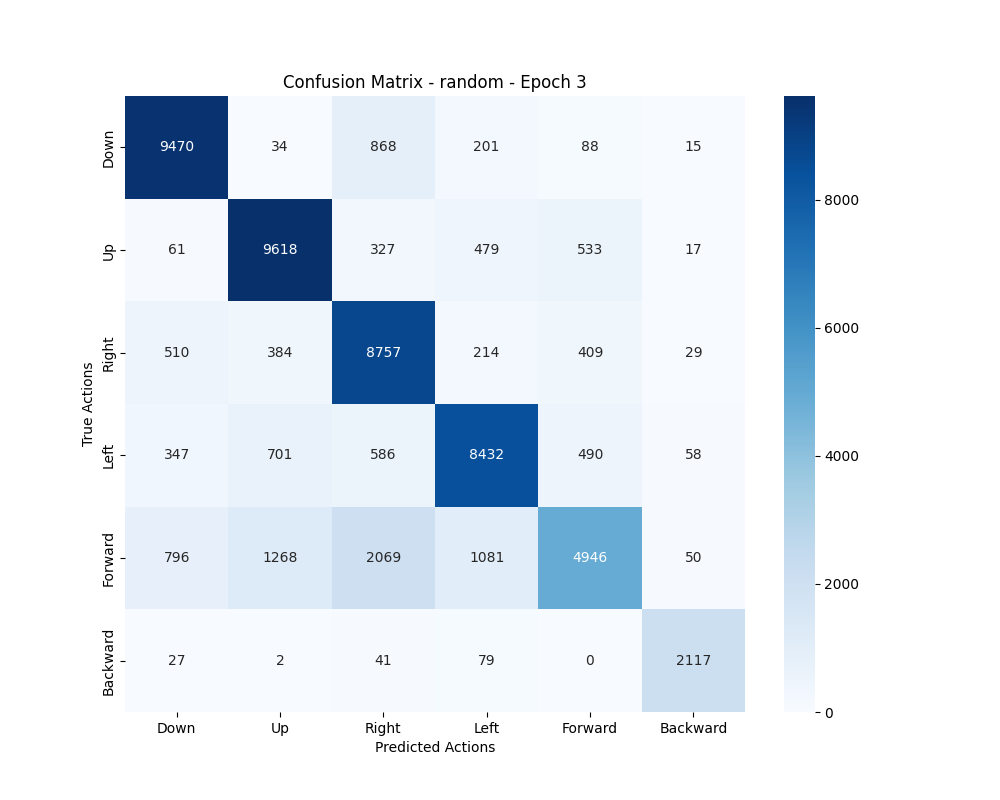 Confusion Matrix - random - Epoch 3
True Actions
Down 9470 34 868 201 88 15
Up 61 9618 327 479 533 17
Right 510 384 8757 214 409 29
Left 347 701 586 8432 490 58
Forward 796 1268 2069 1081 4946 50
Backward 27 2 41 79 0 2117
Down Up Right Left Forward Backward
Predicted Actions
8000
6000
4000
2000
0